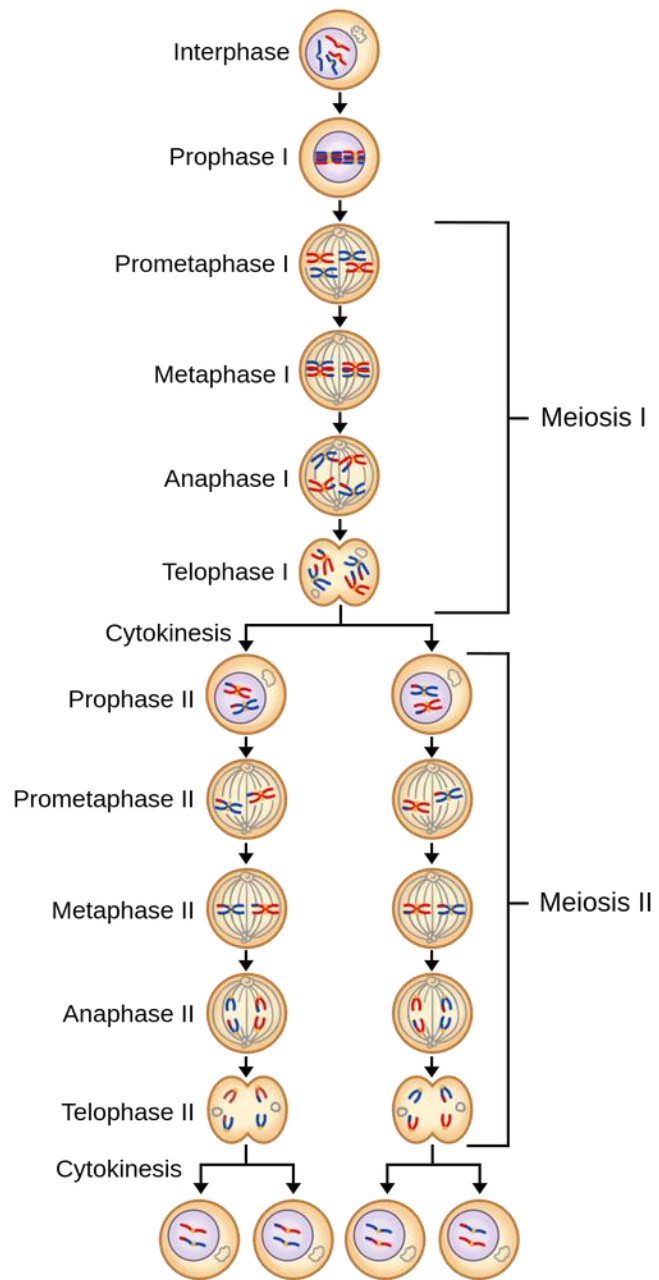 Interphase
Prophase I
Prometaphase I
Metaphase I
Meiosis I
Anaphase I
Telophase I
Cytokinesis
Prophase II
Prometaphase II
Metaphase II
Meiosis II
Anaphase II
Telophase II
Cytokinesis